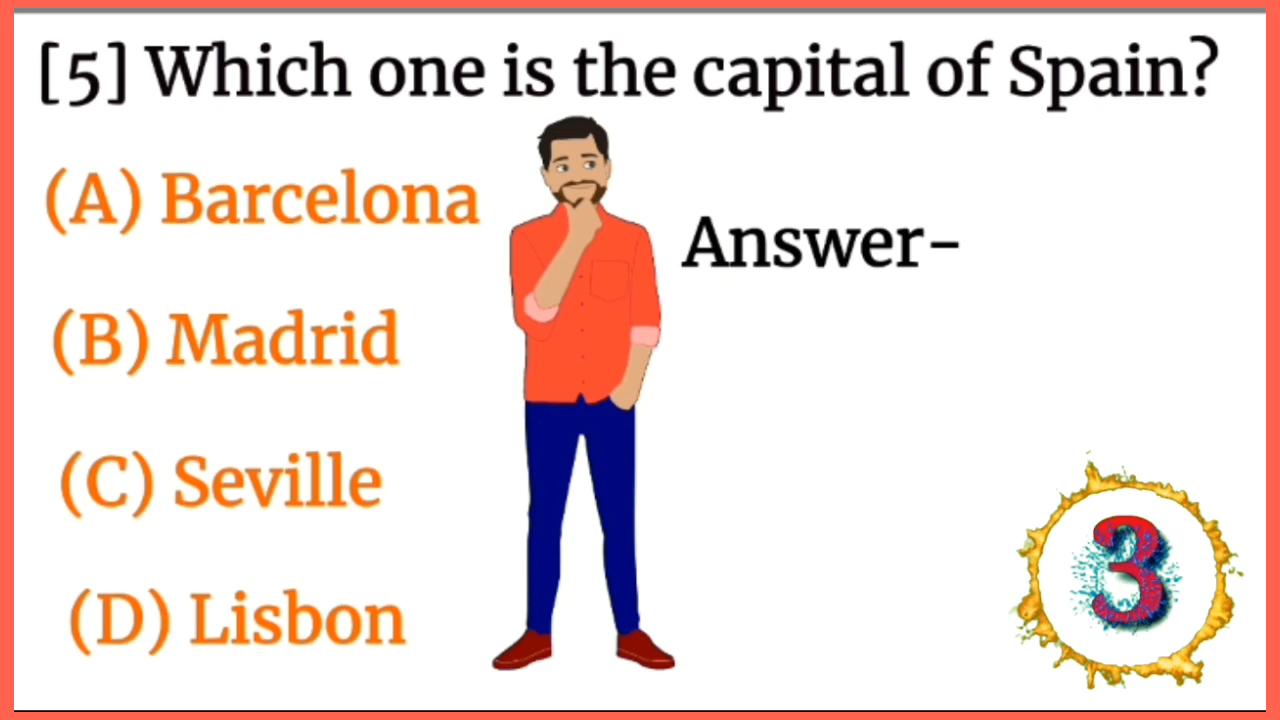 [5] Which one is the capital of Spain?
(A) Barcelona
Answer-
(B) Madrid
(C) Seville
(D) Lisbon
3